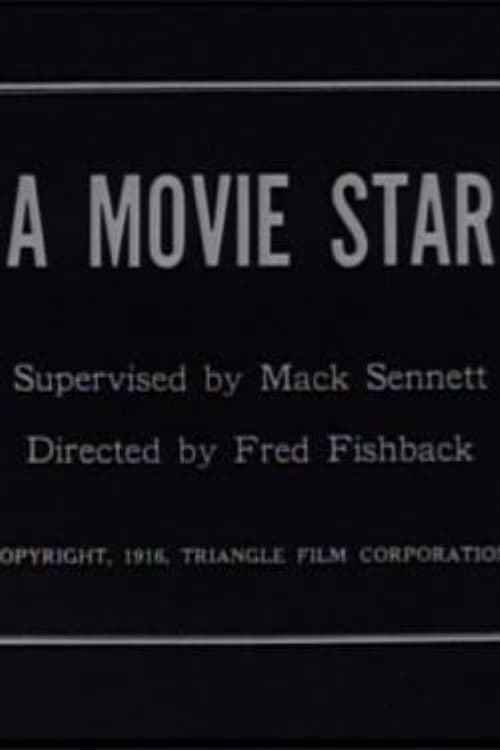 A MOVIE STAR
Supervised by Mack Sennett
Directed by Fred Fishback
OPYRIGHT, 1916, TRIANGLE FILM CORPORATIO